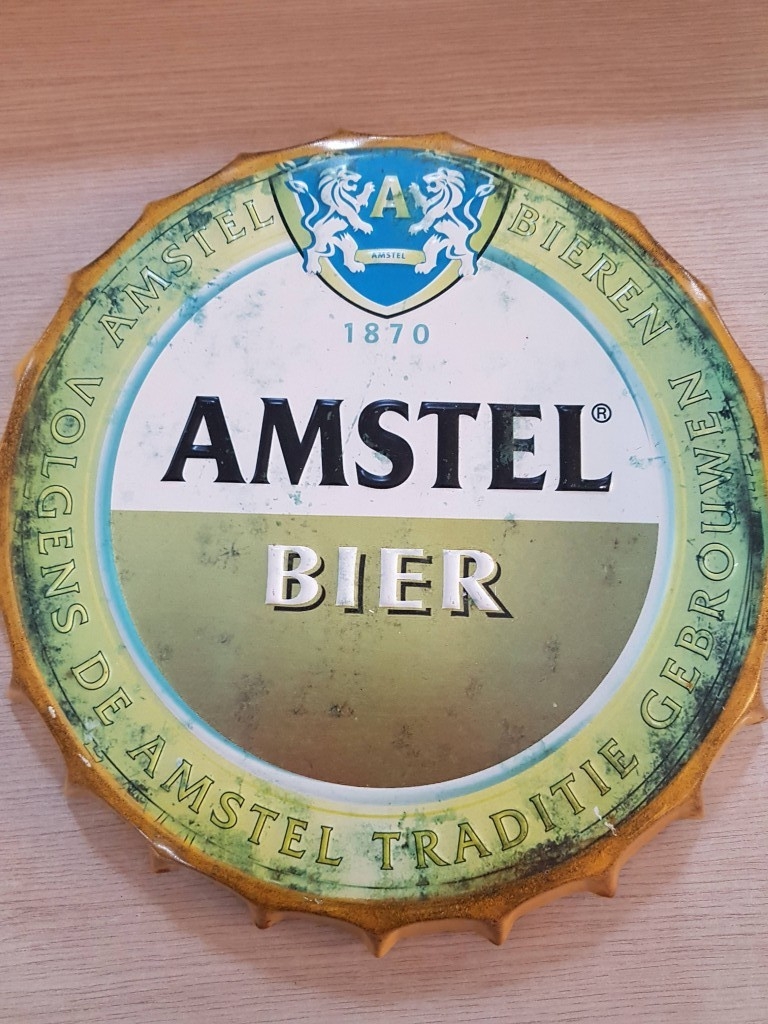 A
AMSTEL
1870
AMSTEL®
BIER
AMSTEL BIEREN
VOLGENS DE AMSTEL TRADITIE GEBROUWEN